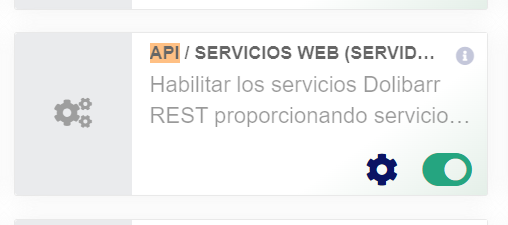 API / SERVICIOS WEB (SERVID...
Habilitar los servicios Dolibarr
REST proporcionando servicio...